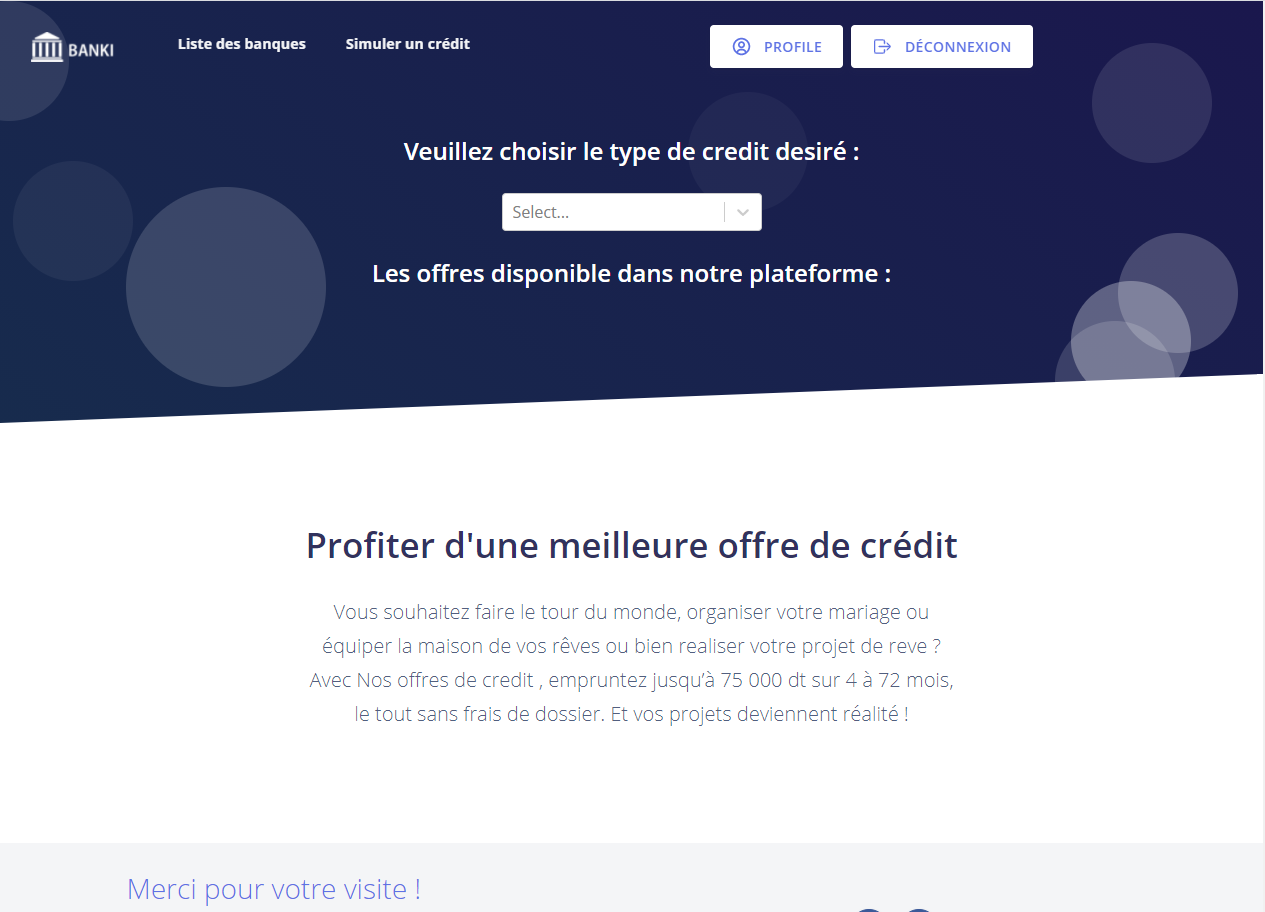 BANKI
Liste des banques
Simuler un crédit
PROFILE
DÉCONNEXION
Veuillez choisir le type de credit desiré :
Select...
Les offres disponible dans notre plateforme :
Profiter d'une meilleure offre de crédit
Vous souhaitez faire le tour du monde, organiser votre mariage ou
équiper la maison de vos rêves ou bien realiser votre projet de reve ?
Avec Nos offres de credit , empruntez jusqu’à 75 000 dt sur 4 à 72 mois,
le tout sans frais de dossier. Et vos projets deviennent réalité !
Merci pour votre visite !